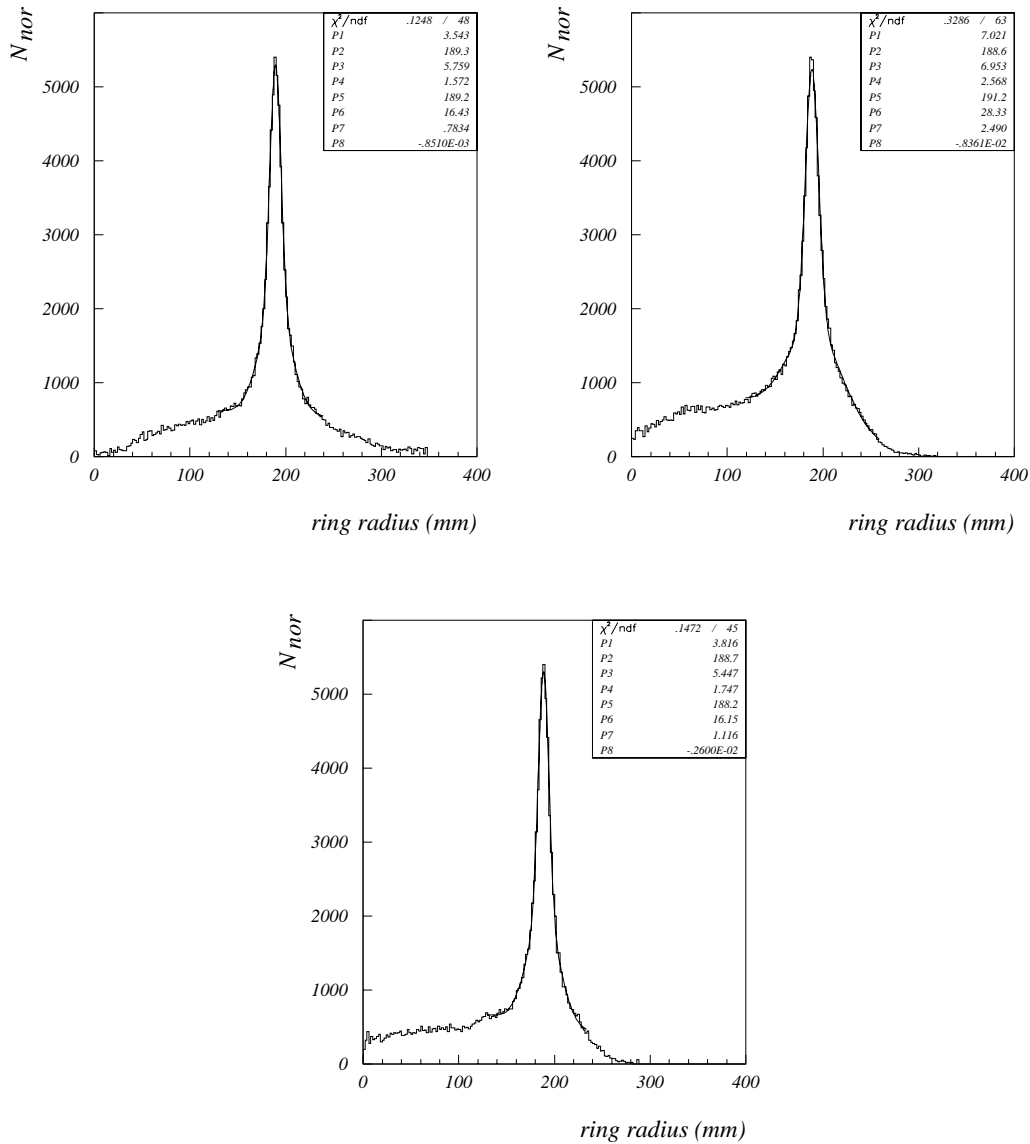 N nor
χ²/ndf .1248 / 48
P1 3.543
P2 189.3
P3 5.759
P4 1.572
P5 189.2
P6 16.43
P7 .7834
P8 -.8510E-03
5000
4000
3000
2000
1000
0
0 100 200 300 400
ring radius (mm)
N nor
χ²/ndf .3286 / 63
P1 7.021
P2 188.6
P3 6.953
P4 2.568
P5 191.2
P6 28.33
P7 2.490
P8 -.8361E-02
5000
4000
3000
2000
1000
0
0 100 200 300 400
ring radius (mm)
N nor
χ²/ndf .1472 / 45
P1 3.816
P2 188.7
P3 5.447
P4 1.747
P5 188.2
P6 16.15
P7 1.116
P8 -.2600E-02
5000
4000
3000
2000
1000
0
0 100 200 300 400
ring radius (mm)